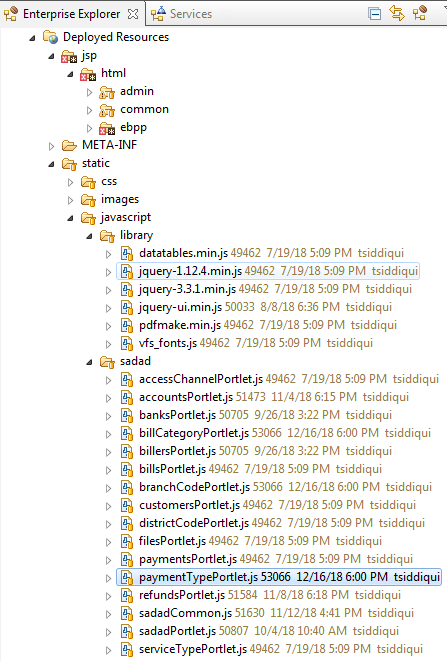 Enterprise Explorer Services
Deployed Resources
jsp
html
admin
common
ebpp
META-INF
static
css
images
javascript
library
datatables.min.js 49462 7/19/18 5:09 PM tsiddiqui
jquery-1.12.4.min.js 49462 7/19/18 5:09 PM tsiddiqui
jquery-3.3.1.min.js 49462 7/19/18 5:09 PM tsiddiqui
jquery-ui.min.js 50033 8/8/18 6:36 PM tsiddiqui
pdfmake.min.js 49462 7/19/18 5:09 PM tsiddiqui
vfs_fonts.js 49462 7/19/18 5:09 PM tsiddiqui
sadad
accessChannelPortlet.js 49462 7/19/18 5:09 PM tsiddiqui
accountsPortlet.js 51473 11/4/18 6:15 PM tsiddiqui
banksPortlet.js 50705 9/26/18 3:22 PM tsiddiqui
billCategoryPortlet.js 53066 12/16/18 6:00 PM tsiddiqui
billersPortlet.js 50705 9/26/18 3:22 PM tsiddiqui
billsPortlet.js 49462 7/19/18 5:09 PM tsiddiqui
branchCodePortlet.js 53066 12/16/18 6:00 PM tsiddiqui
customersPortlet.js 49462 7/19/18 5:09 PM tsiddiqui
districtCodePortlet.js 49462 7/19/18 5:09 PM tsiddiqui
filesPortlet.js 49462 7/19/18 5:09 PM tsiddiqui
paymentsPortlet.js 49462 7/19/18 5:09 PM tsiddiqui
paymentTypePortlet.js 53066 12/16/18 6:00 PM tsiddiqui
refundsPortlet.js 51584 11/8/18 6:18 PM tsiddiqui
sadadCommon.js 51630 11/12/18 4:41 PM tsiddiqui
sadadPortlet.js 50807 10/4/18 10:40 AM tsiddiqui
serviceTypePortlet.js 49462 7/19/18 5:09 PM tsiddiqui